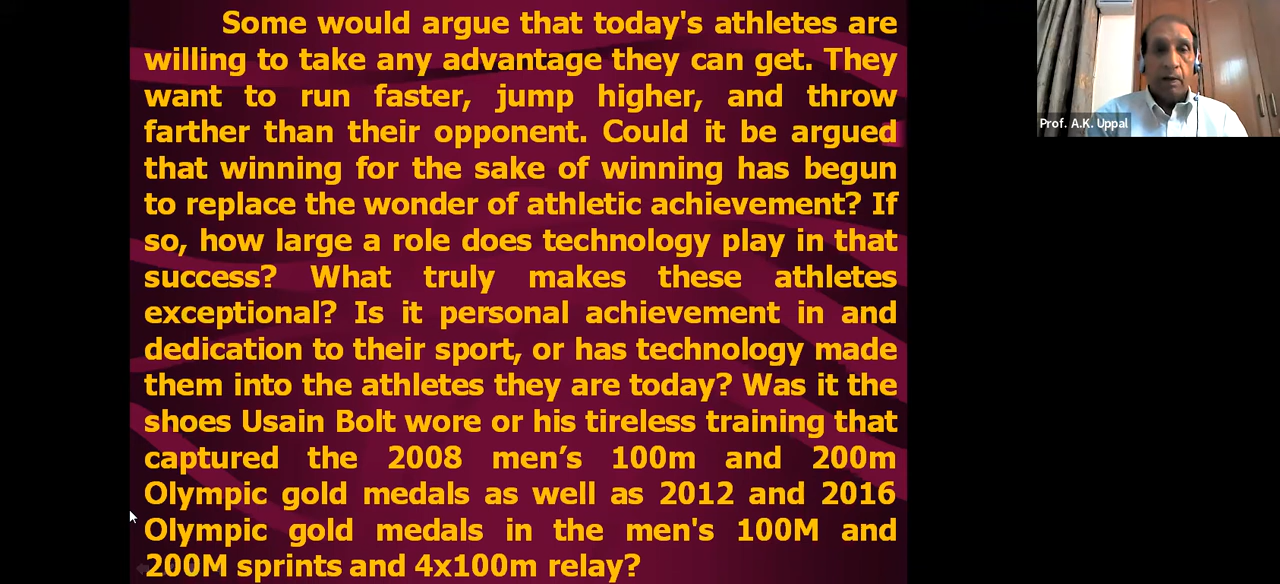 Some would argue that today's athletes are
willing to take any advantage they can get. They
want to run faster, jump higher, and throw
farther than their opponent. Could it be argued
that winning for the sake of winning has begun
to replace the wonder of athletic achievement? If
so, how large a role does technology play in that
success? What truly makes these athletes
exceptional? Is it personal achievement in and
dedication to their sport, or has technology made
them into the athletes they are today? Was it the
shoes Usain Bolt wore or his tireless training that
captured the 2008 men’s 100m and 200m
Olympic gold medals as well as 2012 and 2016
Olympic gold medals in the men's 100M and
200M sprints and 4x100m relay?
Prof. A.K. Uppal